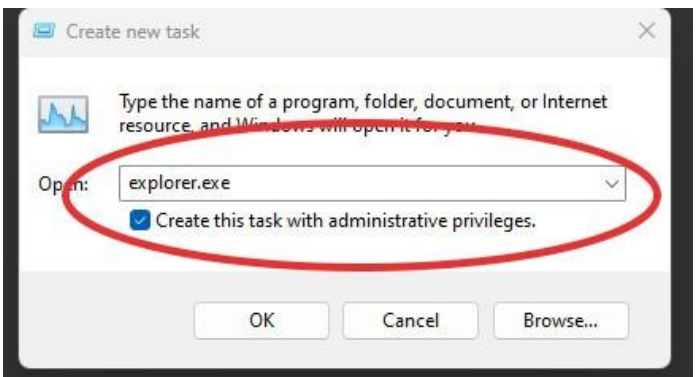 Create new task
Type the name of a program, folder, document, or Internet
resource, and Windows will open it for you.
Open:
explorer.exe
Create this task with administrative privileges.
OK
Cancel
Browse...